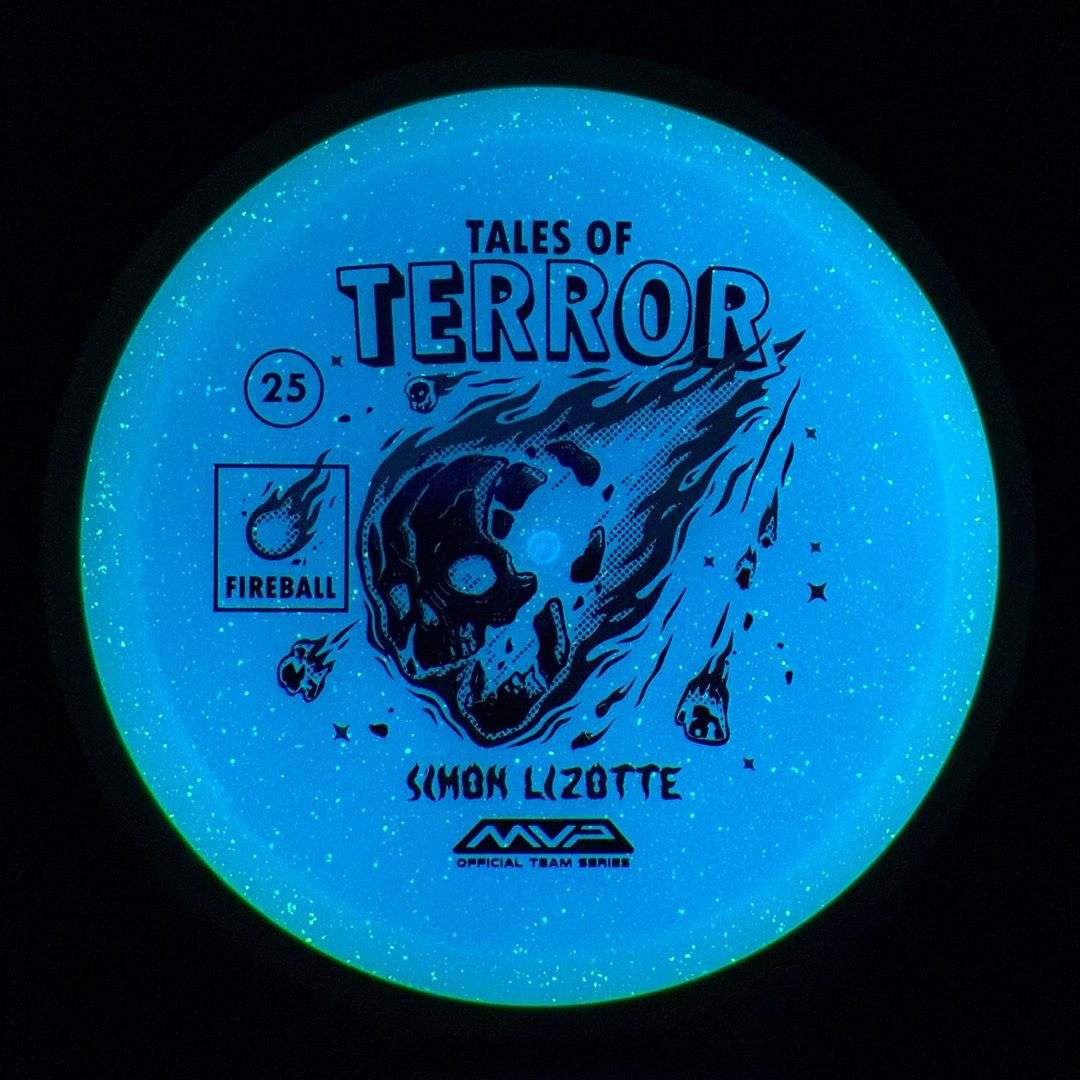 TALES OF
TERROR
25
FIREBALL
SIMON LIZOTTE
MVP
OFFICIAL TEAM SERIES